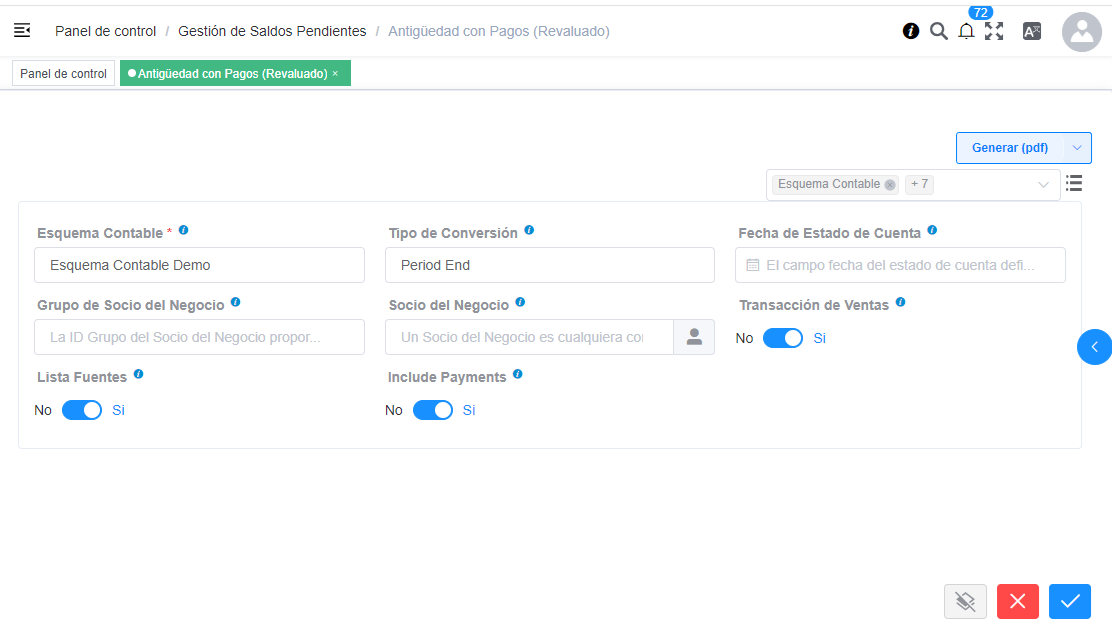 72
Panel de control / Gestión de Saldos Pendientes / Antigüedad con Pagos (Revaluado)
Panel de control
Antigüedad con Pagos (Revaluado) ×
Generar (pdf)
Esquema Contable + 7
Esquema Contable * Tipo de Conversión Fecha de Estado de Cuenta
Esquema Contable Demo Period End El campo fecha del estado de cuenta defi...
Grupo de Socio del Negocio Socio del Negocio Transacción de Ventas
La ID Grupo del Socio del Negocio propor... Un Socio del Negocio es cualquiera No Si
Lista Fuentes Include Payments
No Si No Si